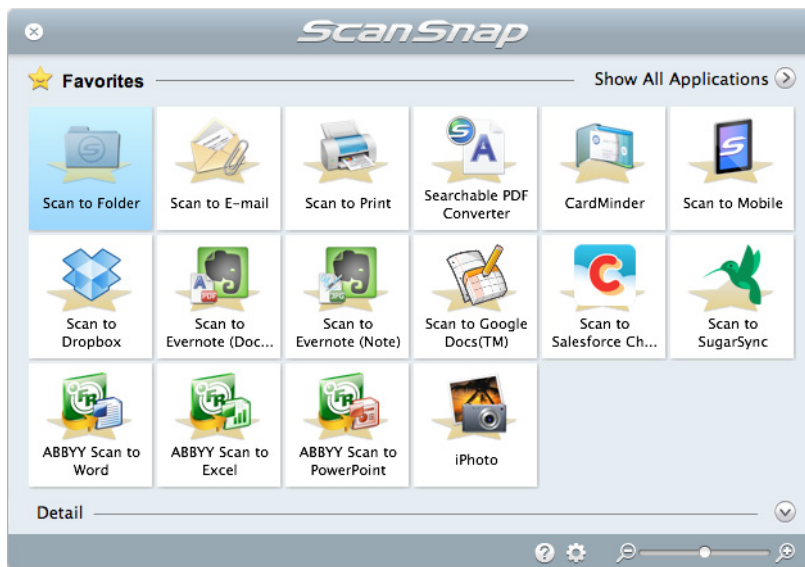 ScanSnap
Favorites
Show All Applications
Scan to Folder
Scan to E-mail
Scan to Print
Searchable PDF
Converter
CardMinder
Scan to Mobile
Scan to
Dropbox
Scan to
Evernote (Doc...
Scan to
Evernote (Note)
Scan to Google
Docs(TM)
Scan to
Salesforce Ch...
Scan to
SugarSync
ABBYY Scan to
Word
ABBYY Scan to
Excel
ABBYY Scan to
PowerPoint
iPhoto
Detail